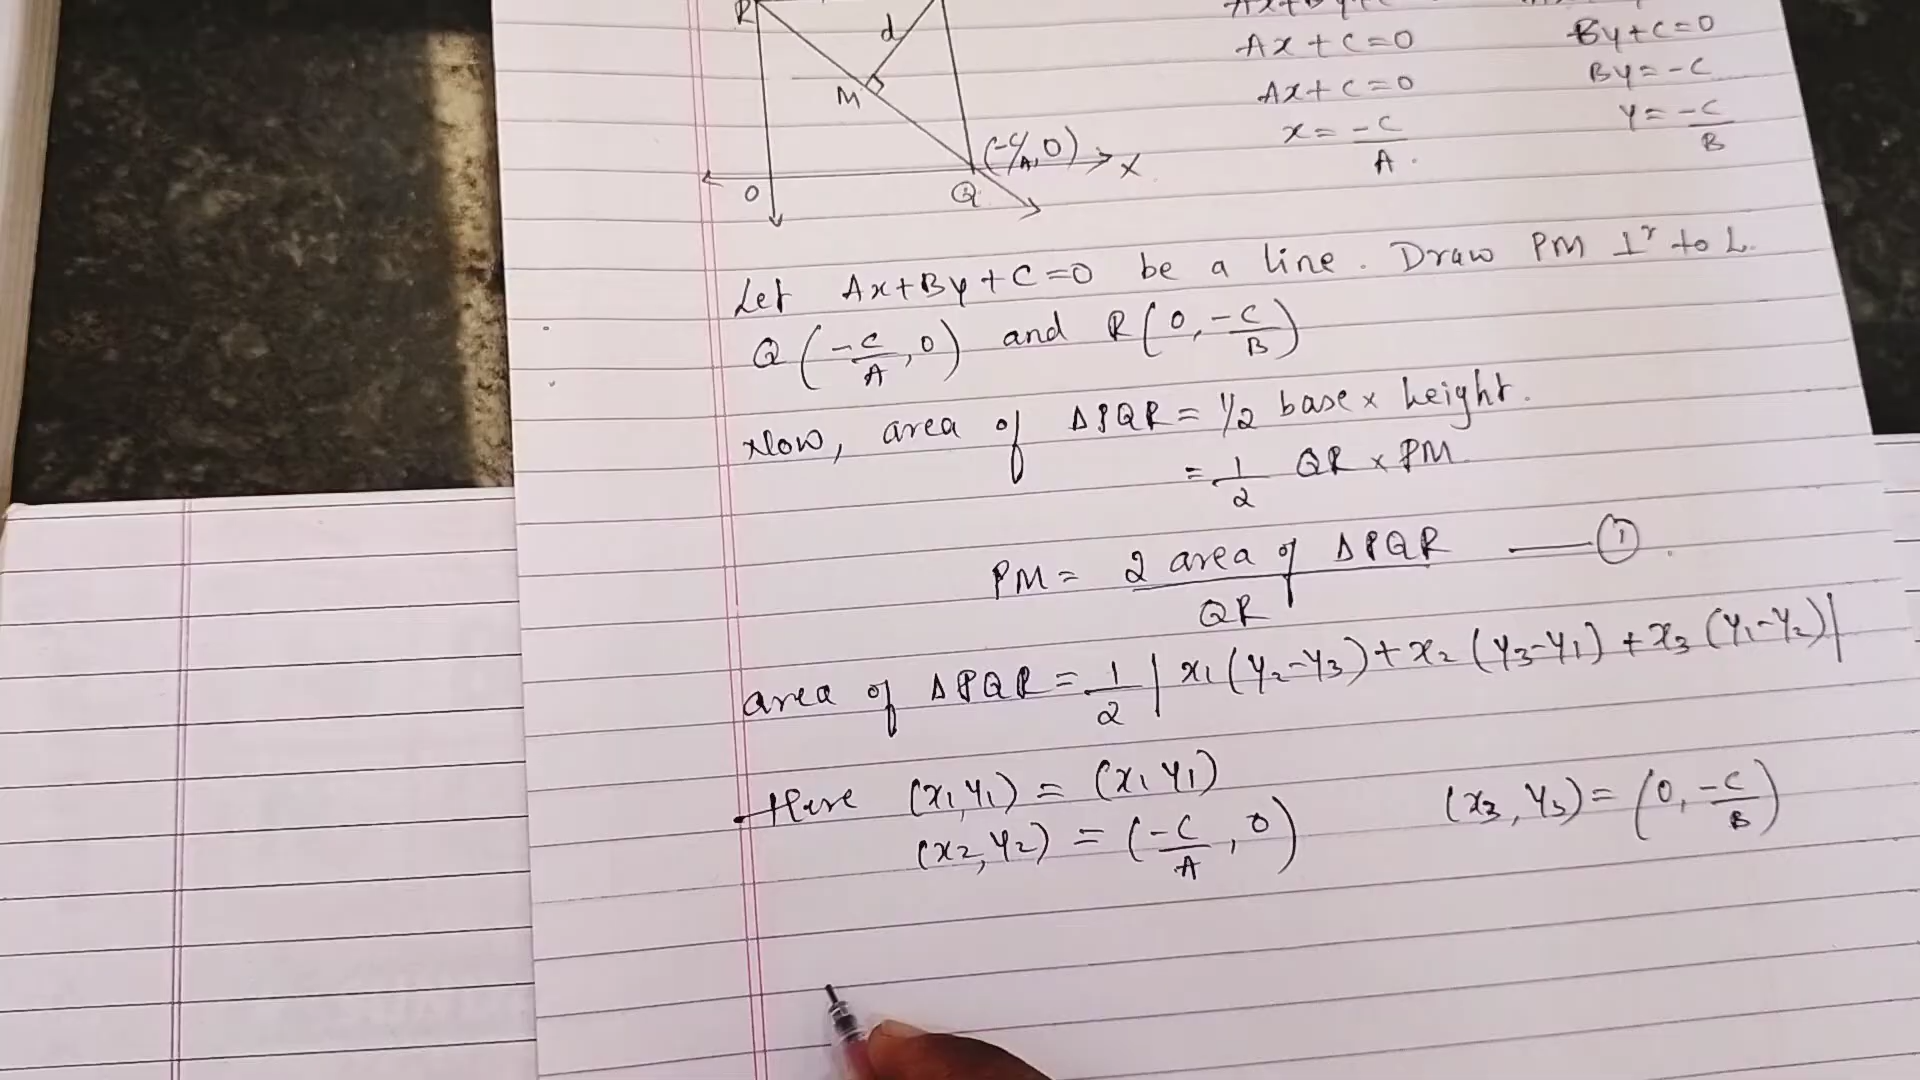 R
d
Ax + C = 0
By + C = 0
M
Ax + C = 0
By = -C
x = -C/A.
y = -C/B
(-C/A, 0)
X
O
Q
Let Ax + By + C = 0 be a line. Draw PM ⊥r to L.
Q(-C/A, 0) and R(0, -C/B)
Now, area of ΔPQR = 1/2 base × height.
= 1/2 QR × PM
PM = 2 area of ΔPQR / QR —— ①
area of ΔPQR = 1/2 | x1(y2-y3) + x2(y3-y1) + x3(y1-y2) |
Here (x1, y1) = (x1 y1)
(x2, y2) = (-C/A, 0)
(x3, y3) = (0, -C/B)